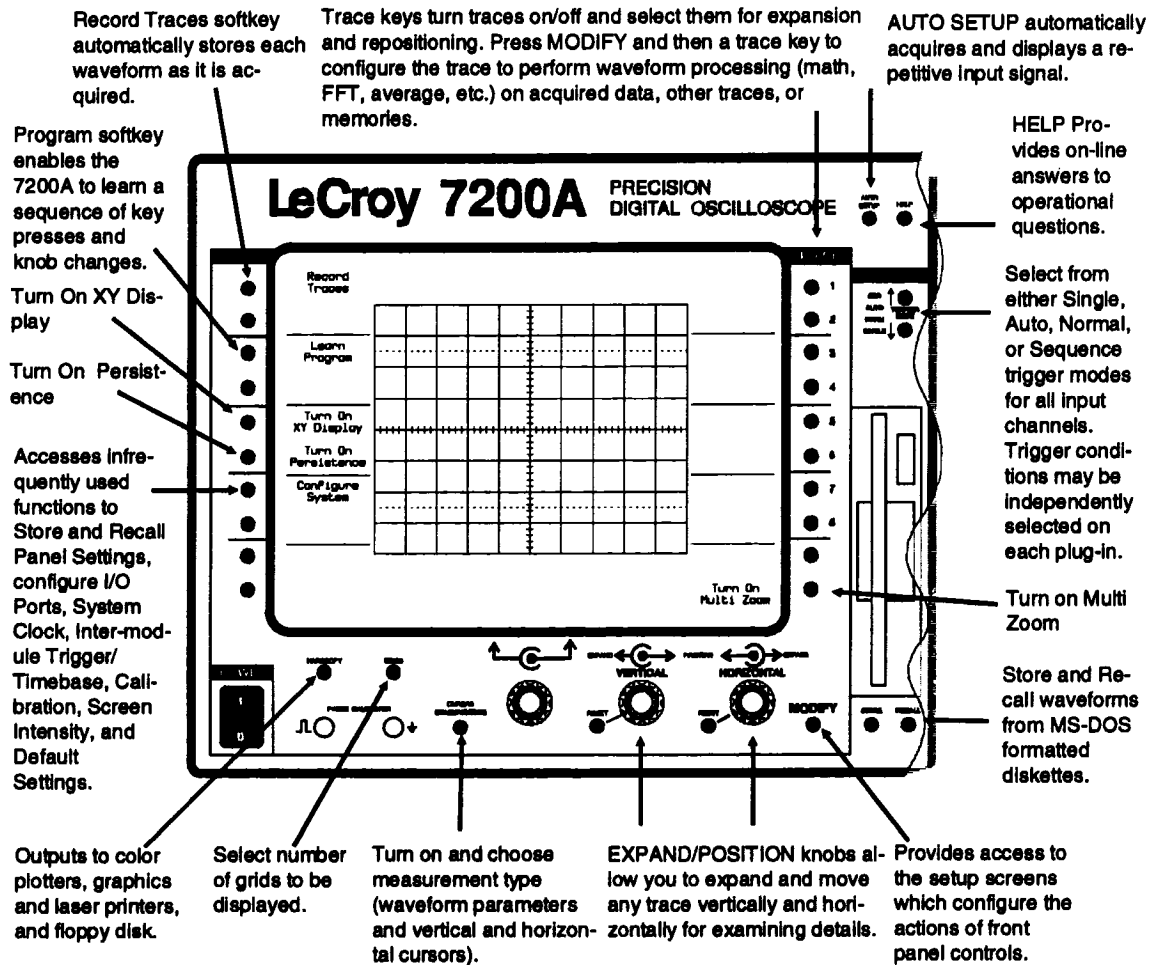 Record Traces softkey
automatically stores each
waveform as it is ac-
quired.
Trace keys turn traces on/off and select them for expansion
and repositioning. Press MODIFY and then a trace key to
configure the trace to perform waveform processing (math,
FFT, average, etc.) on acquired data, other traces, or
memories.
AUTO SETUP automatically
acquires and displays a re-
petitive input signal.
Program softkey
enables the
7200A to learn a
sequence of key
presses and
knob changes.
Turn On XY Dis-
play
Turn On Persist-
ence
Accesses infre-
quently used
functions to
Store and Recall
Panel Settings,
configure I/O
Ports, System
Clock, Inter-mod-
ule Trigger/
Timebase, Cali-
bration, Screen
Intensity, and
Default
Settings.
LeCroy 7200A
PRECISION
DIGITAL OSCILLOSCOPE
AUTO
SETUP
HELP
Record
Traces
Learn
Program
Turn On
XY Display
Turn On
Persistence
Configure
System
Turn On
Multi Zoom
1
2
3
4
5
6
7
8
VERTICAL
HORIZONTAL
RESET
RESET
MODIFY
HELP Pro-
vides on-line
answers to
operational
questions.
Select from
either Single,
Auto, Normal,
or Sequence
trigger modes
for all input
channels.
Trigger condi-
tions may be
independently
selected on
each plug-in.
Turn on Multi
Zoom
Store and Re-
call waveforms
from MS-DOS
formatted
diskettes.
Outputs to color
plotters, graphics
and laser printers,
and floppy disk.
Select number
of grids to be
displayed.
Turn on and choose
measurement type
(waveform parameters
and vertical and horizon-
tal cursors).
EXPAND/POSITION knobs al-
low you to expand and move
any trace vertically and hori-
zontally for examining details.
Provides access to
the setup screens
which configure the
actions of front
panel controls.